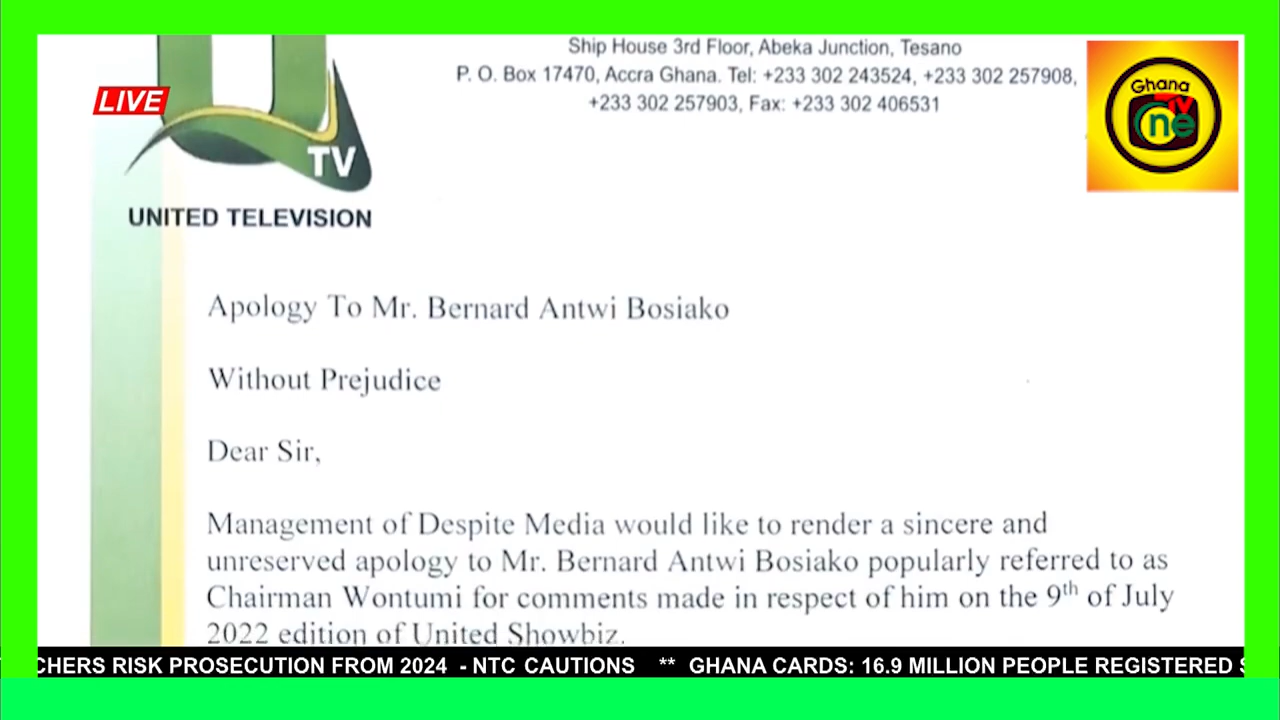 Ship House 3rd Floor, Abeka Junction, Tesano
P. O. Box 17470, Accra Ghana. Tel: +233 302 243524, +233 302 257908,
+233 302 257903, Fax: +233 302 406531
LIVE
Ghana
TV
One
U
TV
UNITED TELEVISION
Apology To Mr. Bernard Antwi Bosiako
Without Prejudice
Dear Sir,
Management of Despite Media would like to render a sincere and
unreserved apology to Mr. Bernard Antwi Bosiako popularly referred to as
Chairman Wontumi for comments made in respect of him on the 9th of July
2022 edition of United Showbiz.
CHERS RISK PROSECUTION FROM 2024 - NTC CAUTIONS ** GHANA CARDS: 16.9 MILLION PEOPLE REGISTERED